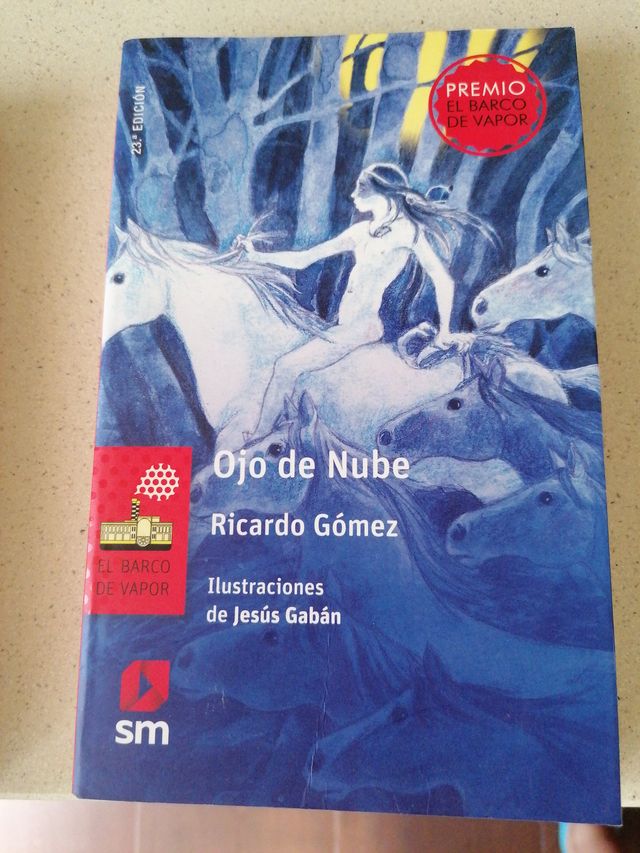 23.ª EDICIÓN
PREMIO
EL BARCO
DE VAPOR
Ojo de Nube
Ricardo Gómez
Ilustraciones
de Jesús Gabán
EL BARCO
DE VAPOR
sm